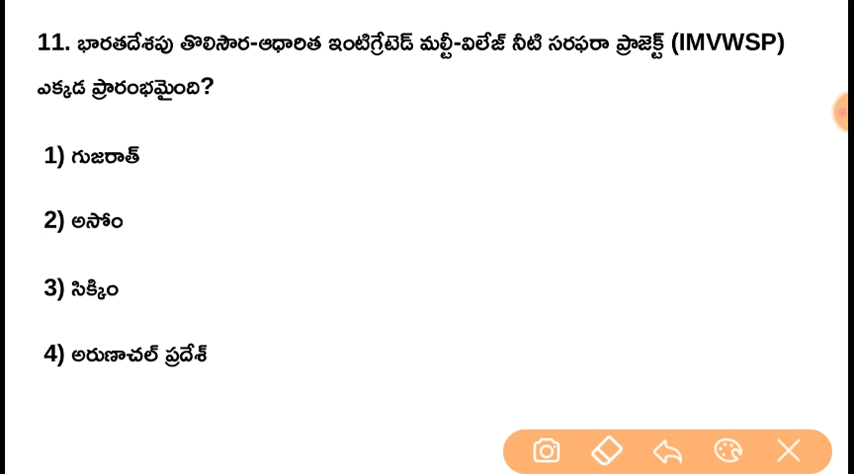 11. భారతదేశపు తొలిసౌర-ఆధారిత ఇంటిగ్రేటెడ్ మల్టీ-విలేజ్ నీటి సరఫరా ప్రాజెక్ట్ (IMVWSP)
ఎక్కడ ప్రారంభమైంది?
1) గుజరాత్
2) అసోం
3) సిక్కిం
4) అరుణాచల్ ప్రదేశ్